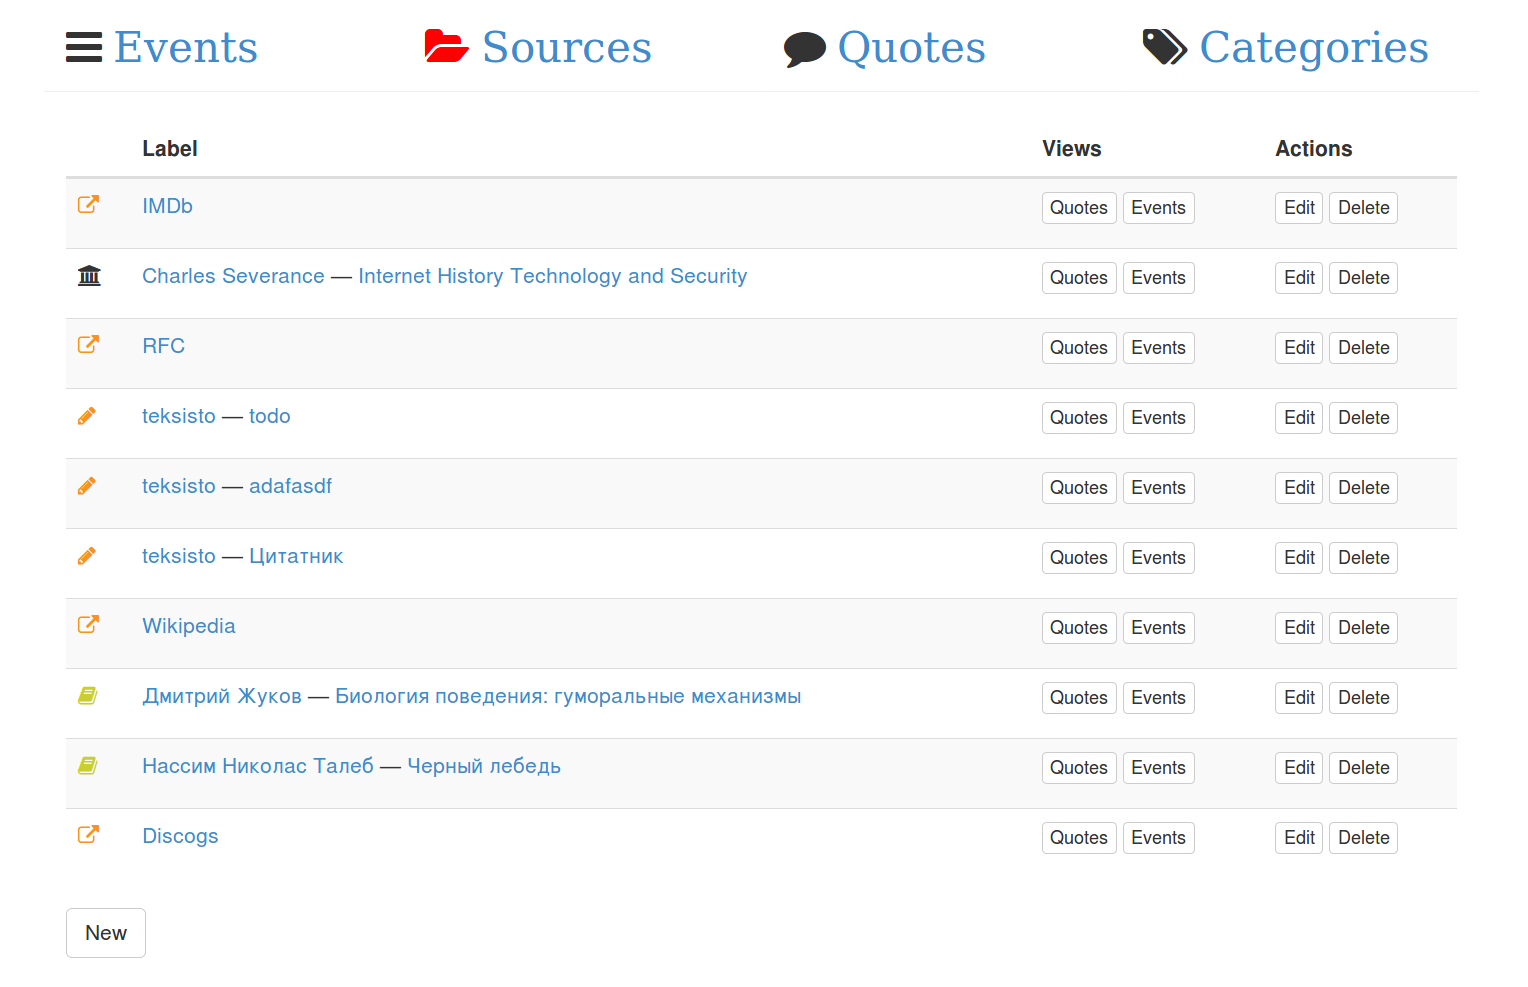 Events Sources Quotes Categories
Label Views Actions
IMDb Quotes Events Edit Delete
Charles Severance — Internet History Technology and Security Quotes Events Edit Delete
RFC Quotes Events Edit Delete
teksisto — todo Quotes Events Edit Delete
teksisto — adafasdf Quotes Events Edit Delete
teksisto — Цитатник Quotes Events Edit Delete
Wikipedia Quotes Events Edit Delete
Дмитрий Жуков — Биология поведения: гуморальные механизмы Quotes Events Edit Delete
Нассим Николас Талеб — Черный лебедь Quotes Events Edit Delete
Discogs Quotes Events Edit Delete
New